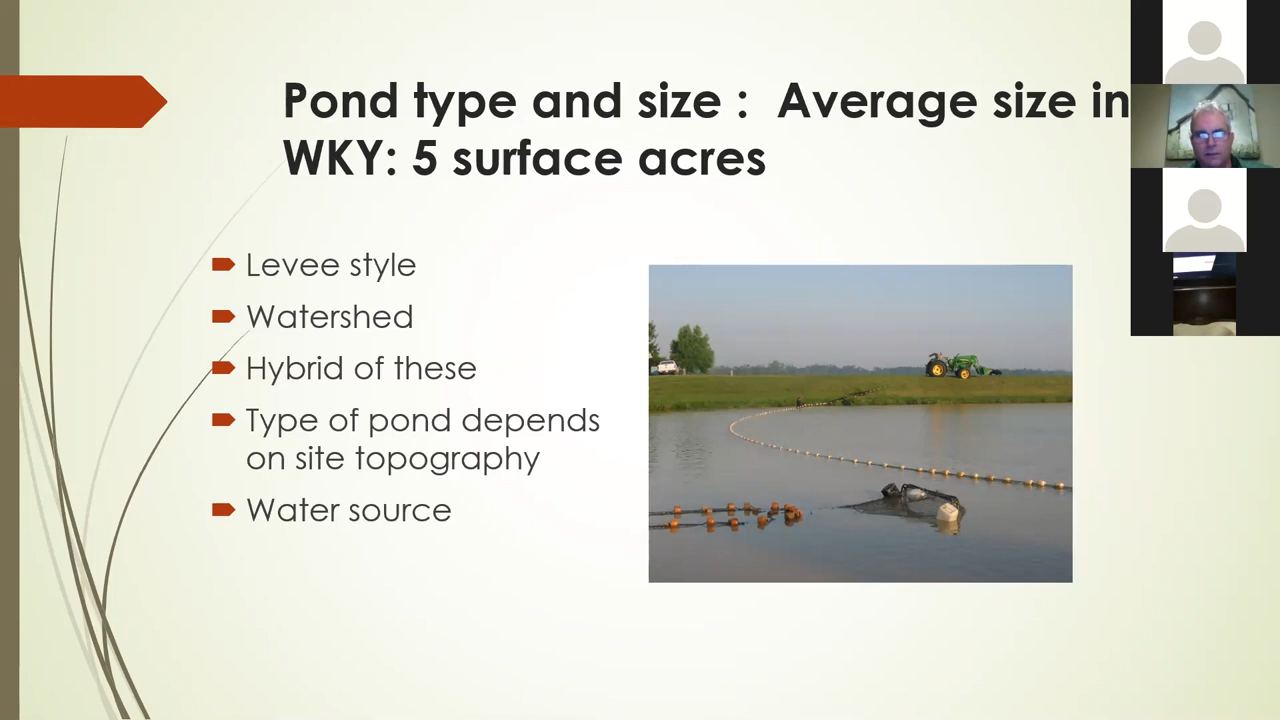 Pond type and size :  Average size in
WKY: 5 surface acres
Levee style
Watershed
Hybrid of these
Type of pond depends
on site topography
Water source